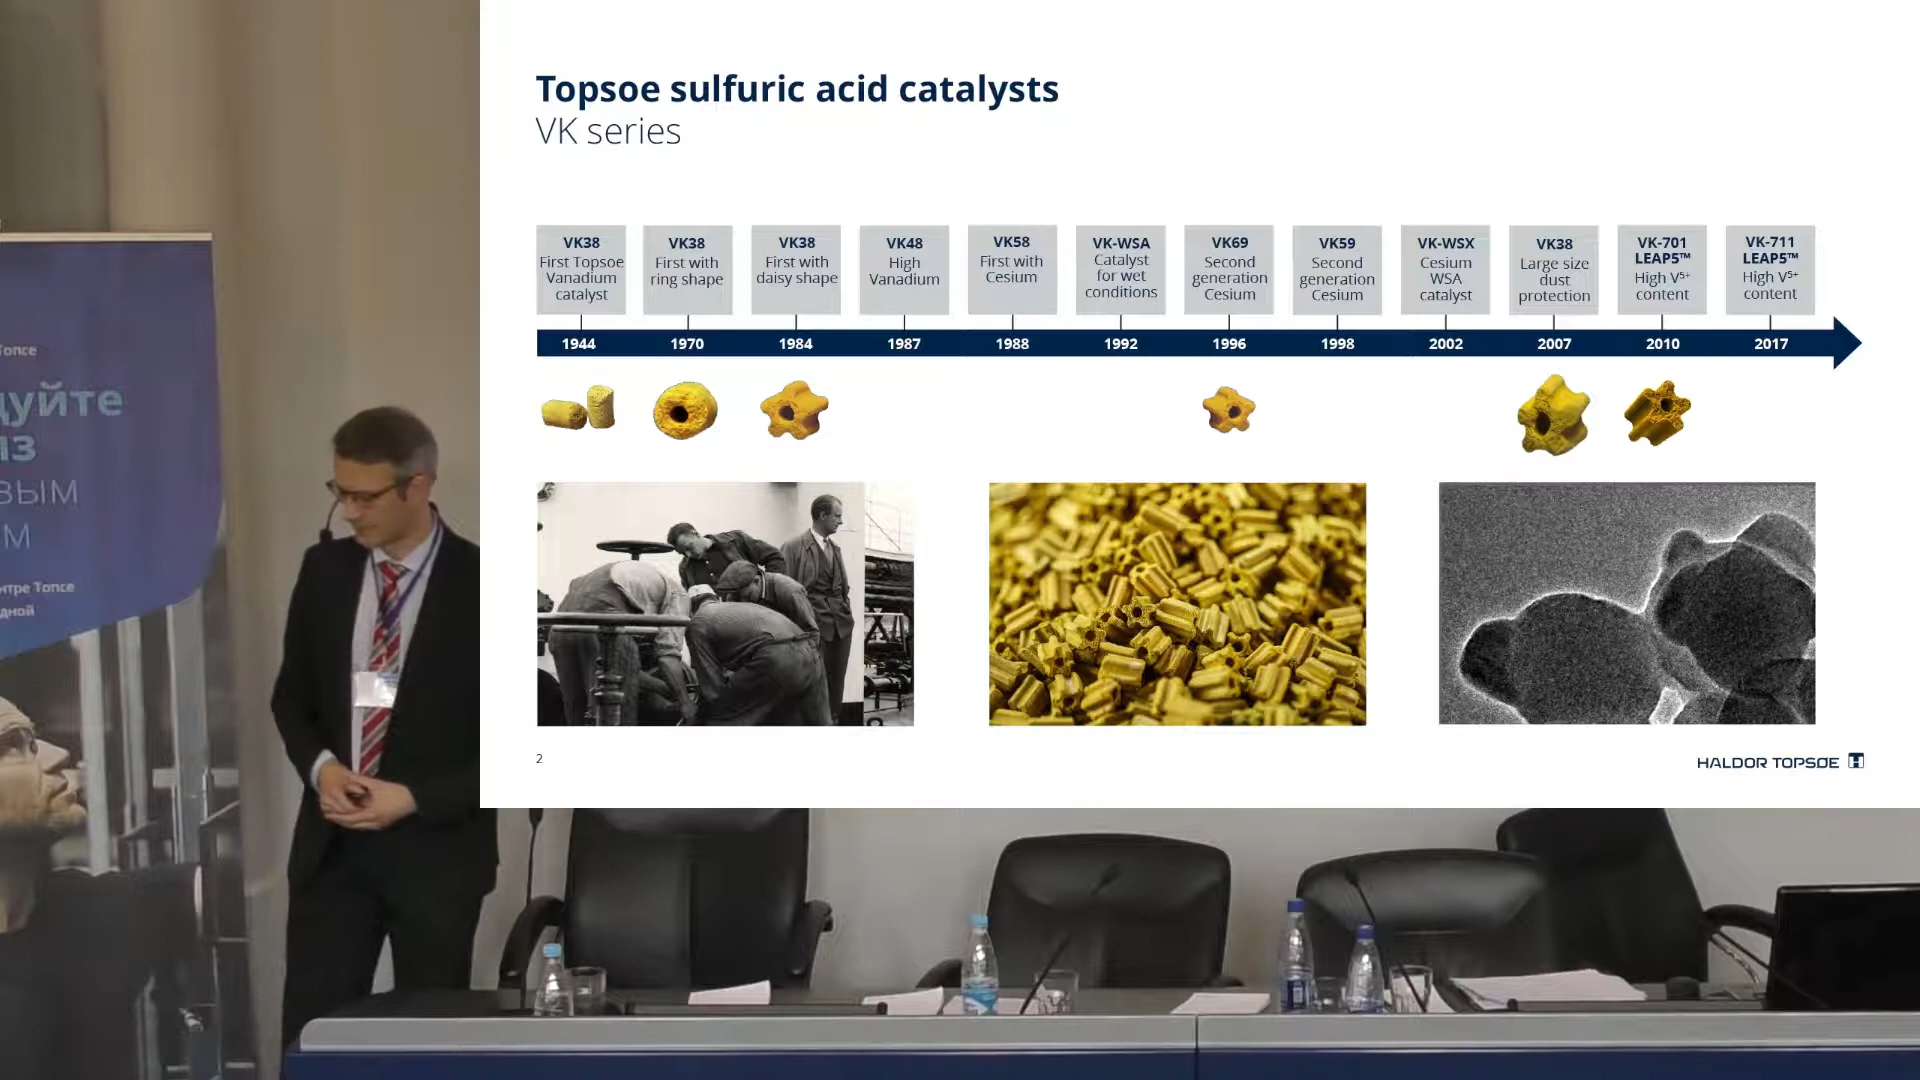 Topsoe sulfuric acid catalysts
VK series
VK38
First Topsoe
Vanadium
catalyst
VK38
First with
ring shape
VK38
First with
daisy shape
VK48
High
Vanadium
VK58
First with
Cesium
VK-WSA
Catalyst
for wet
conditions
VK69
Second
generation
Cesium
VK59
Second
generation
Cesium
VK-WSX
Cesium
WSA
catalyst
VK38
Large size
dust
protection
VK-701
LEAP5™
High V⁵⁺
content
VK-711
LEAP5™
High V⁵⁺
content
1944 1970 1984 1987 1988 1992 1996 1998 2002 2007 2010 2017
2
HALDOR TOPSØE
Топсе
дуйте
из
вым
м
нтре Топсе
дной